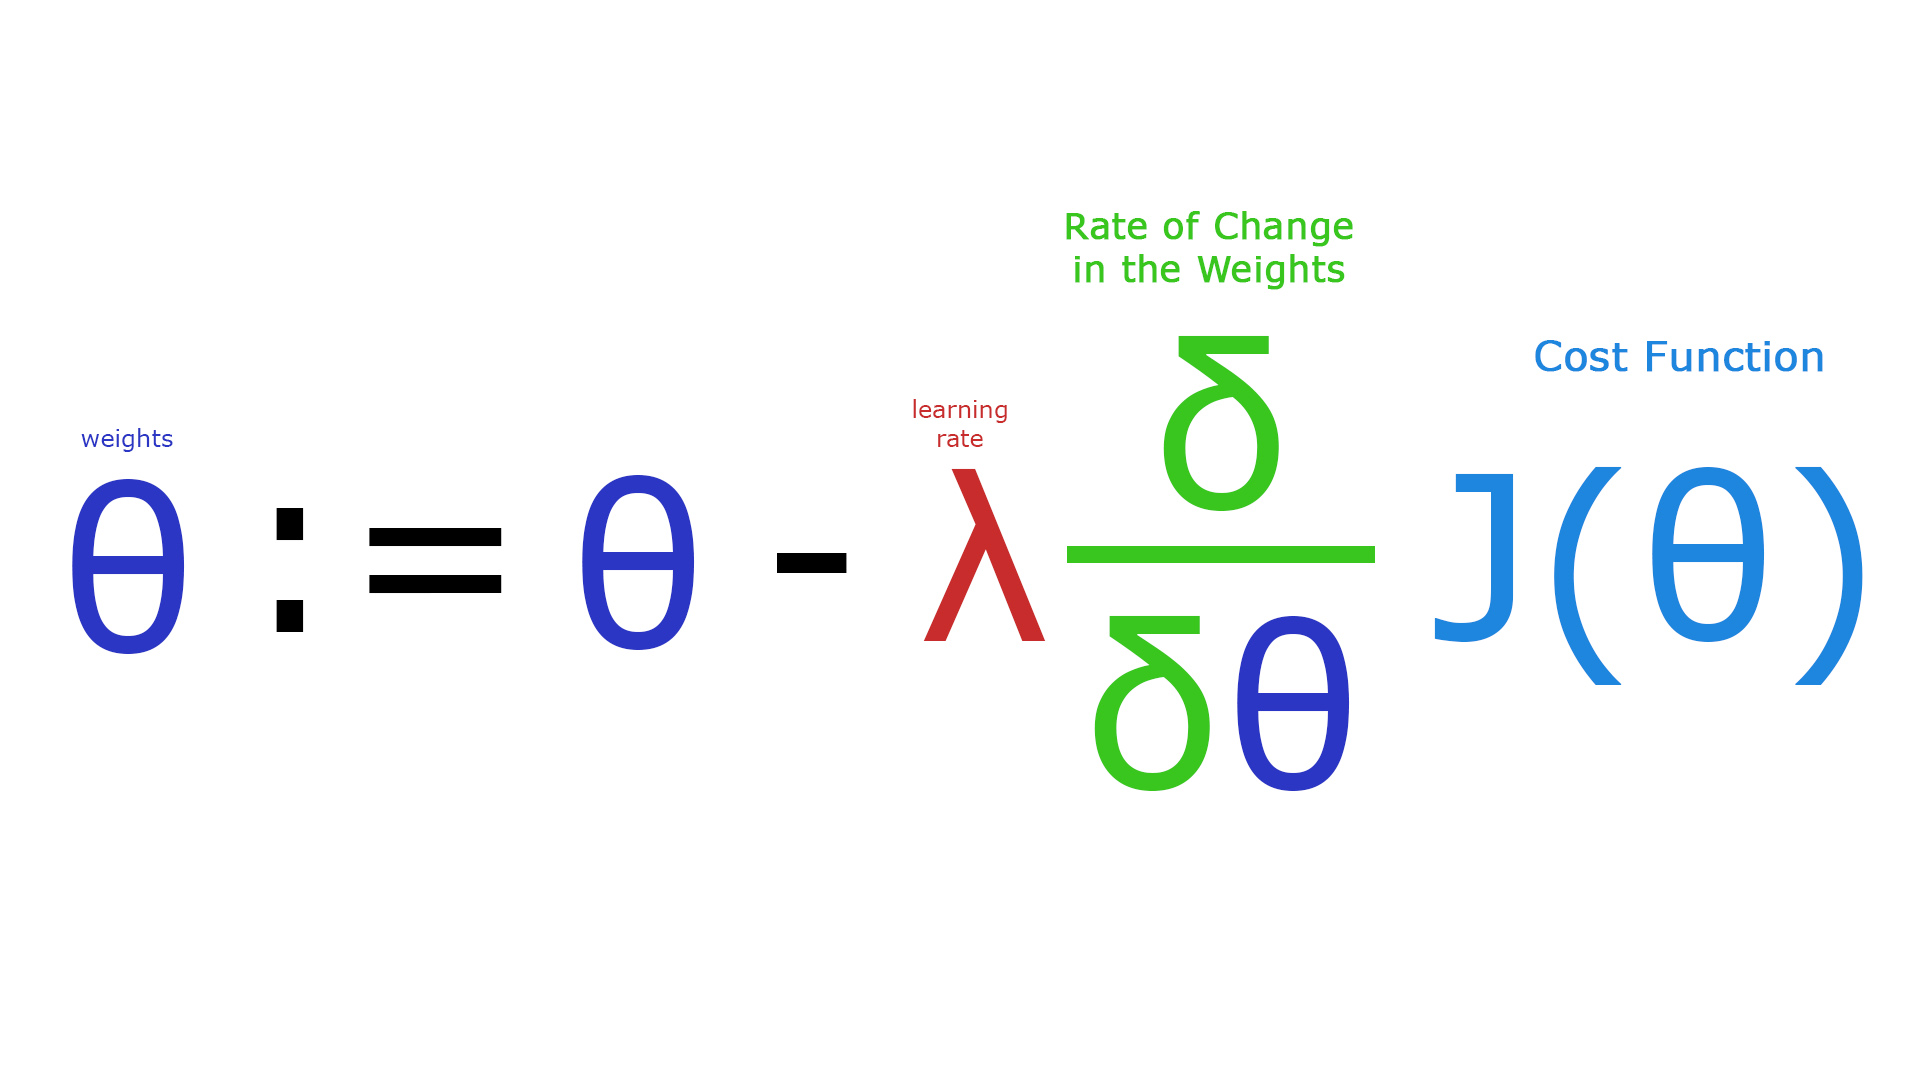 Rate of Change
in the Weights
Cost Function
learning
rate
weights
θ := θ - λ δ/δθ J(θ)